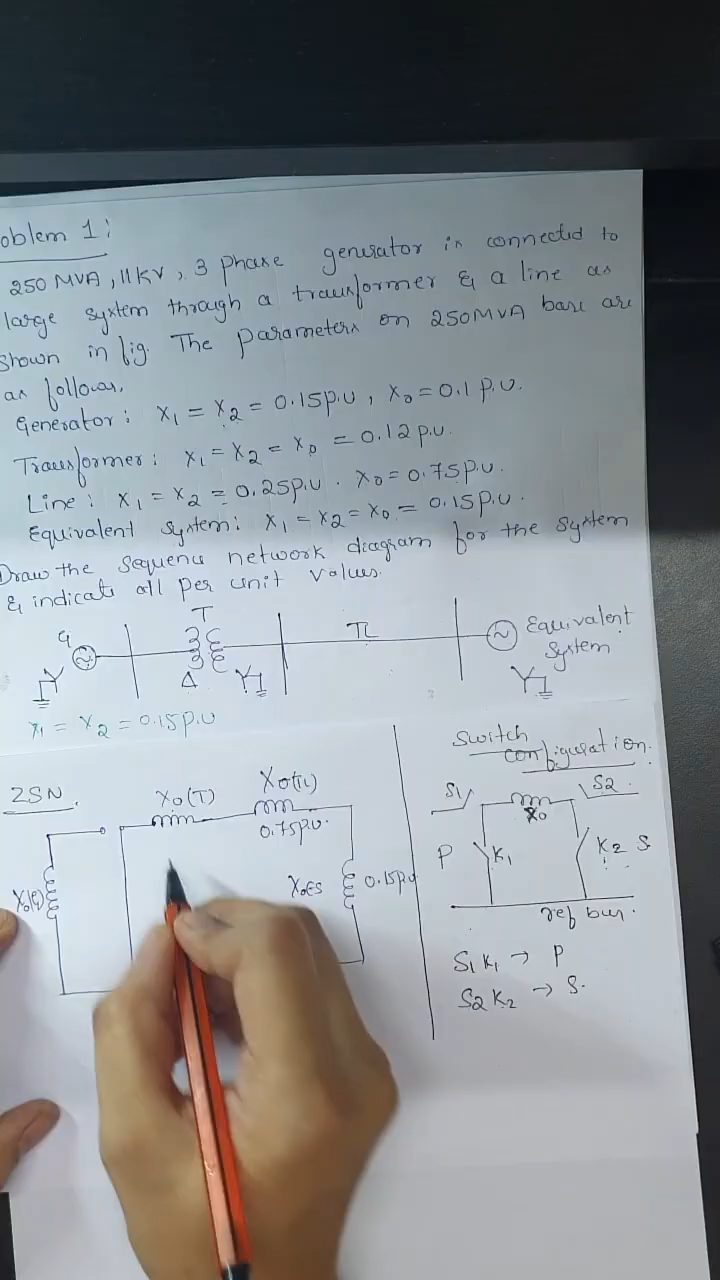 oblem 1:
250 MVA, 11KV, 3 phase generator is connected to
large system through a transformer & a line as
shown in fig. The parameters on 250MVA base are
as follows.
Generator: X1 = X2 = 0.15p.u, X0 = 0.1 p.u.
Transformer: X1 = X2 = X0 = 0.12 p.u.
Line: X1 = X2 = 0.25p.u. X0 = 0.75p.u.
Equivalent system: X1 = X2 = X0 = 0.15p.u.
Draw the sequence network diagram for the system
& indicate all per unit values.
G T TL Equivalent
System
Δ
X1 = X2 = 0.15p.u
Switch
configuration.
ZSN.
X0(T) X0(TL)
0.75p.u.
X0ES 0.15p.u
S1 S2
X0
P K1 K2 S
ref bus.
S1 K1 → P
S2 K2 → S.